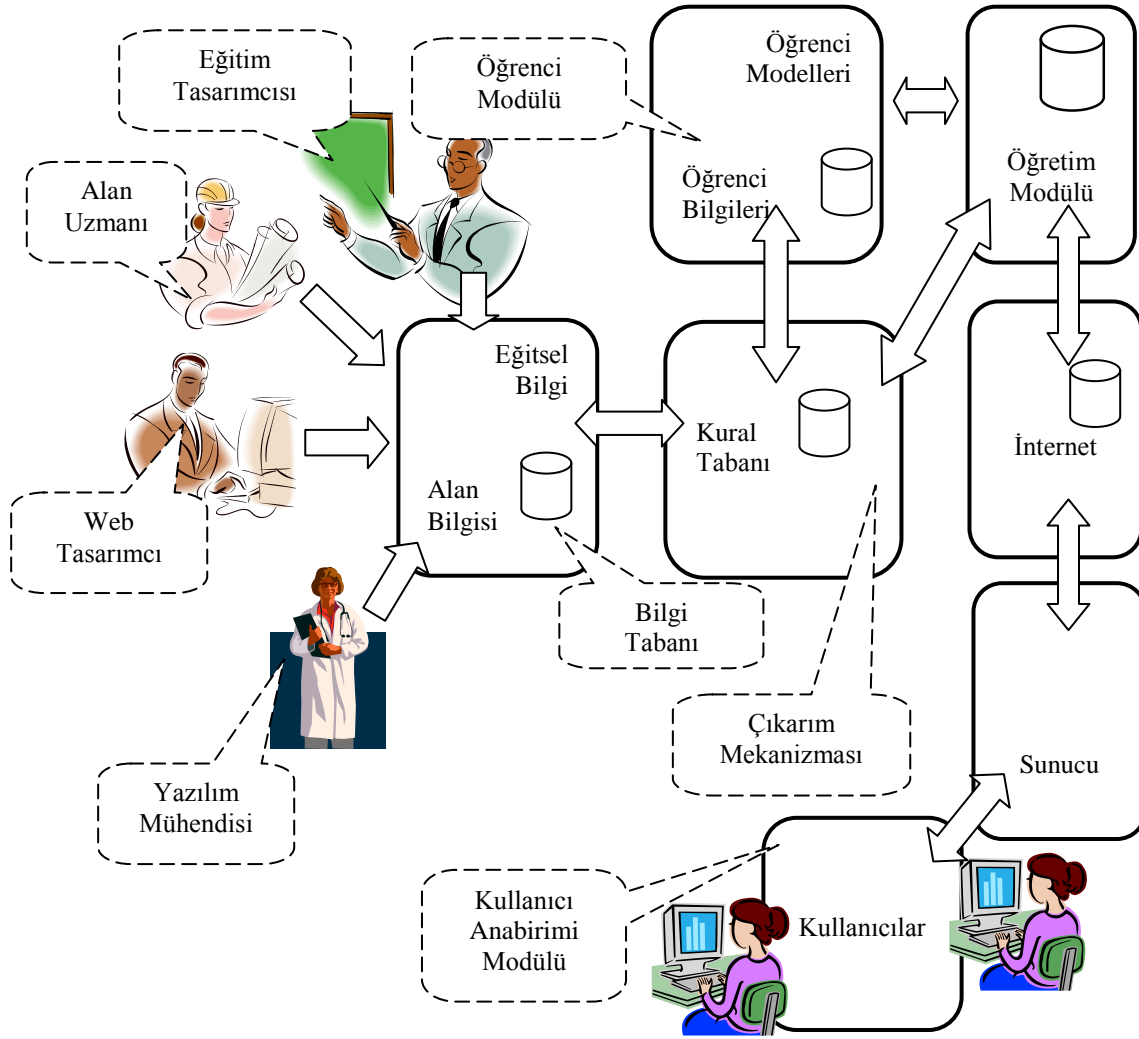 Eğitim
Tasarımcısı
Öğrenci
Modülü
Öğrenci
Modelleri
Öğrenci
Bilgileri
Öğretim
Modülü
Alan
Uzmanı
Eğitsel
Bilgi
Alan
Bilgisi
Kural
Tabanı
İnternet
Web
Tasarımcı
Bilgi
Tabanı
Yazılım
Mühendisi
Çıkarım
Mekanizması
Sunucu
Kullanıcı
Anabirimi
Modülü
Kullanıcılar